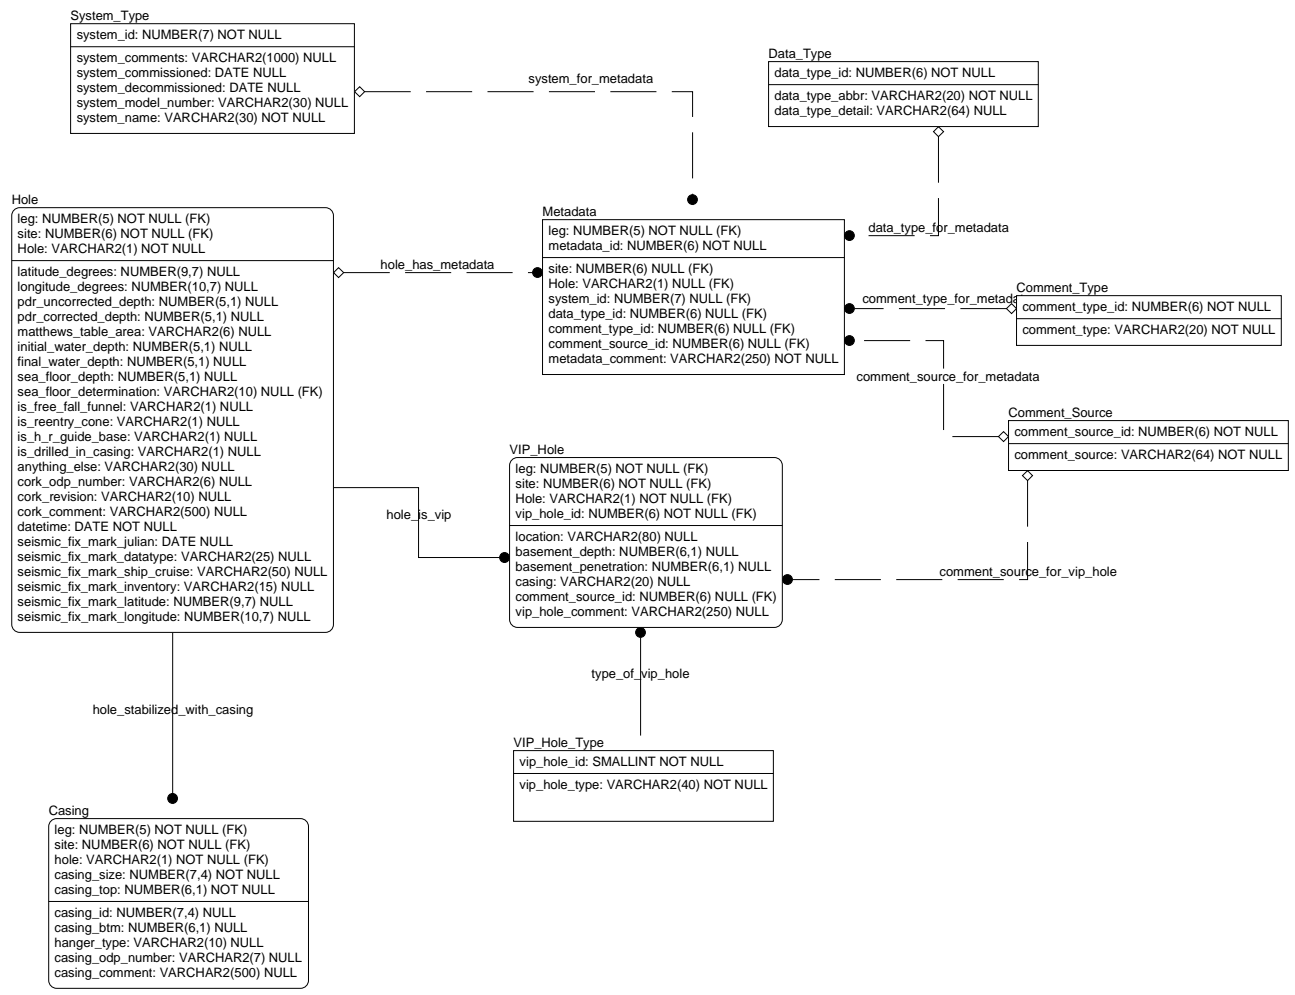 System_Type
system_id: NUMBER(7) NOT NULL
system_comments: VARCHAR2(1000) NULL
system_commissioned: DATE NULL
system_decommissioned: DATE NULL
system_model_number: VARCHAR2(30) NULL
system_name: VARCHAR2(30) NOT NULL
system_for_metadata
Data_Type
data_type_id: NUMBER(6) NOT NULL
data_type_abbr: VARCHAR2(20) NOT NULL
data_type_detail: VARCHAR2(64) NULL
Hole
leg: NUMBER(5) NOT NULL (FK)
site: NUMBER(6) NOT NULL (FK)
Hole: VARCHAR2(1) NOT NULL
latitude_degrees: NUMBER(9,7) NULL
longitude_degrees: NUMBER(10,7) NULL
pdr_uncorrected_depth: NUMBER(5,1) NULL
pdr_corrected_depth: NUMBER(5,1) NULL
matthews_table_area: VARCHAR2(6) NULL
initial_water_depth: NUMBER(5,1) NULL
final_water_depth: NUMBER(5,1) NULL
sea_floor_depth: NUMBER(5,1) NULL
sea_floor_determination: VARCHAR2(10) NULL (FK)
is_free_fall_funnel: VARCHAR2(1) NULL
is_reentry_cone: VARCHAR2(1) NULL
is_h_r_guide_base: VARCHAR2(1) NULL
is_drilled_in_casing: VARCHAR2(1) NULL
anything_else: VARCHAR2(30) NULL
cork_odp_number: VARCHAR2(6) NULL
cork_revision: VARCHAR2(10) NULL
cork_comment: VARCHAR2(500) NULL
datetime: DATE NOT NULL
seismic_fix_mark_julian: DATE NULL
seismic_fix_mark_datatype: VARCHAR2(25) NULL
seismic_fix_mark_ship_cruise: VARCHAR2(50) NULL
seismic_fix_mark_inventory: VARCHAR2(15) NULL
seismic_fix_mark_latitude: NUMBER(9,7) NULL
seismic_fix_mark_longitude: NUMBER(10,7) NULL
hole_has_metadata
Metadata
leg: NUMBER(5) NOT NULL (FK)
metadata_id: NUMBER(6) NOT NULL
site: NUMBER(6) NULL (FK)
Hole: VARCHAR2(1) NULL (FK)
system_id: NUMBER(7) NULL (FK)
data_type_id: NUMBER(6) NULL (FK)
comment_type_id: NUMBER(6) NULL (FK)
comment_source_id: NUMBER(6) NULL (FK)
metadata_comment: VARCHAR2(250) NOT NULL
data_type_for_metadata
comment_type_for_metada
Comment_Type
comment_type_id: NUMBER(6) NOT NULL
comment_type: VARCHAR2(20) NOT NULL
comment_source_for_metadata
Comment_Source
comment_source_id: NUMBER(6) NOT NULL
comment_source: VARCHAR2(64) NOT NULL
hole_is_vip
VIP_Hole
leg: NUMBER(5) NOT NULL (FK)
site: NUMBER(6) NOT NULL (FK)
Hole: VARCHAR2(1) NOT NULL (FK)
vip_hole_id: NUMBER(6) NOT NULL (FK)
location: VARCHAR2(80) NULL
basement_depth: NUMBER(6,1) NULL
basement_penetration: NUMBER(6,1) NULL
casing: VARCHAR2(20) NULL
comment_source_id: NUMBER(6) NULL (FK)
vip_hole_comment: VARCHAR2(250) NULL
comment_source_for_vip_hole
type_of_vip_hole
hole_stabilized_with_casing
VIP_Hole_Type
vip_hole_id: SMALLINT NOT NULL
vip_hole_type: VARCHAR2(40) NOT NULL
Casing
leg: NUMBER(5) NOT NULL (FK)
site: NUMBER(6) NOT NULL (FK)
hole: VARCHAR2(1) NOT NULL (FK)
casing_size: NUMBER(7,4) NOT NULL
casing_top: NUMBER(6,1) NOT NULL
casing_id: NUMBER(7,4) NULL
casing_btm: NUMBER(6,1) NULL
hanger_type: VARCHAR2(10) NULL
casing_odp_number: VARCHAR2(7) NULL
casing_comment: VARCHAR2(500) NULL